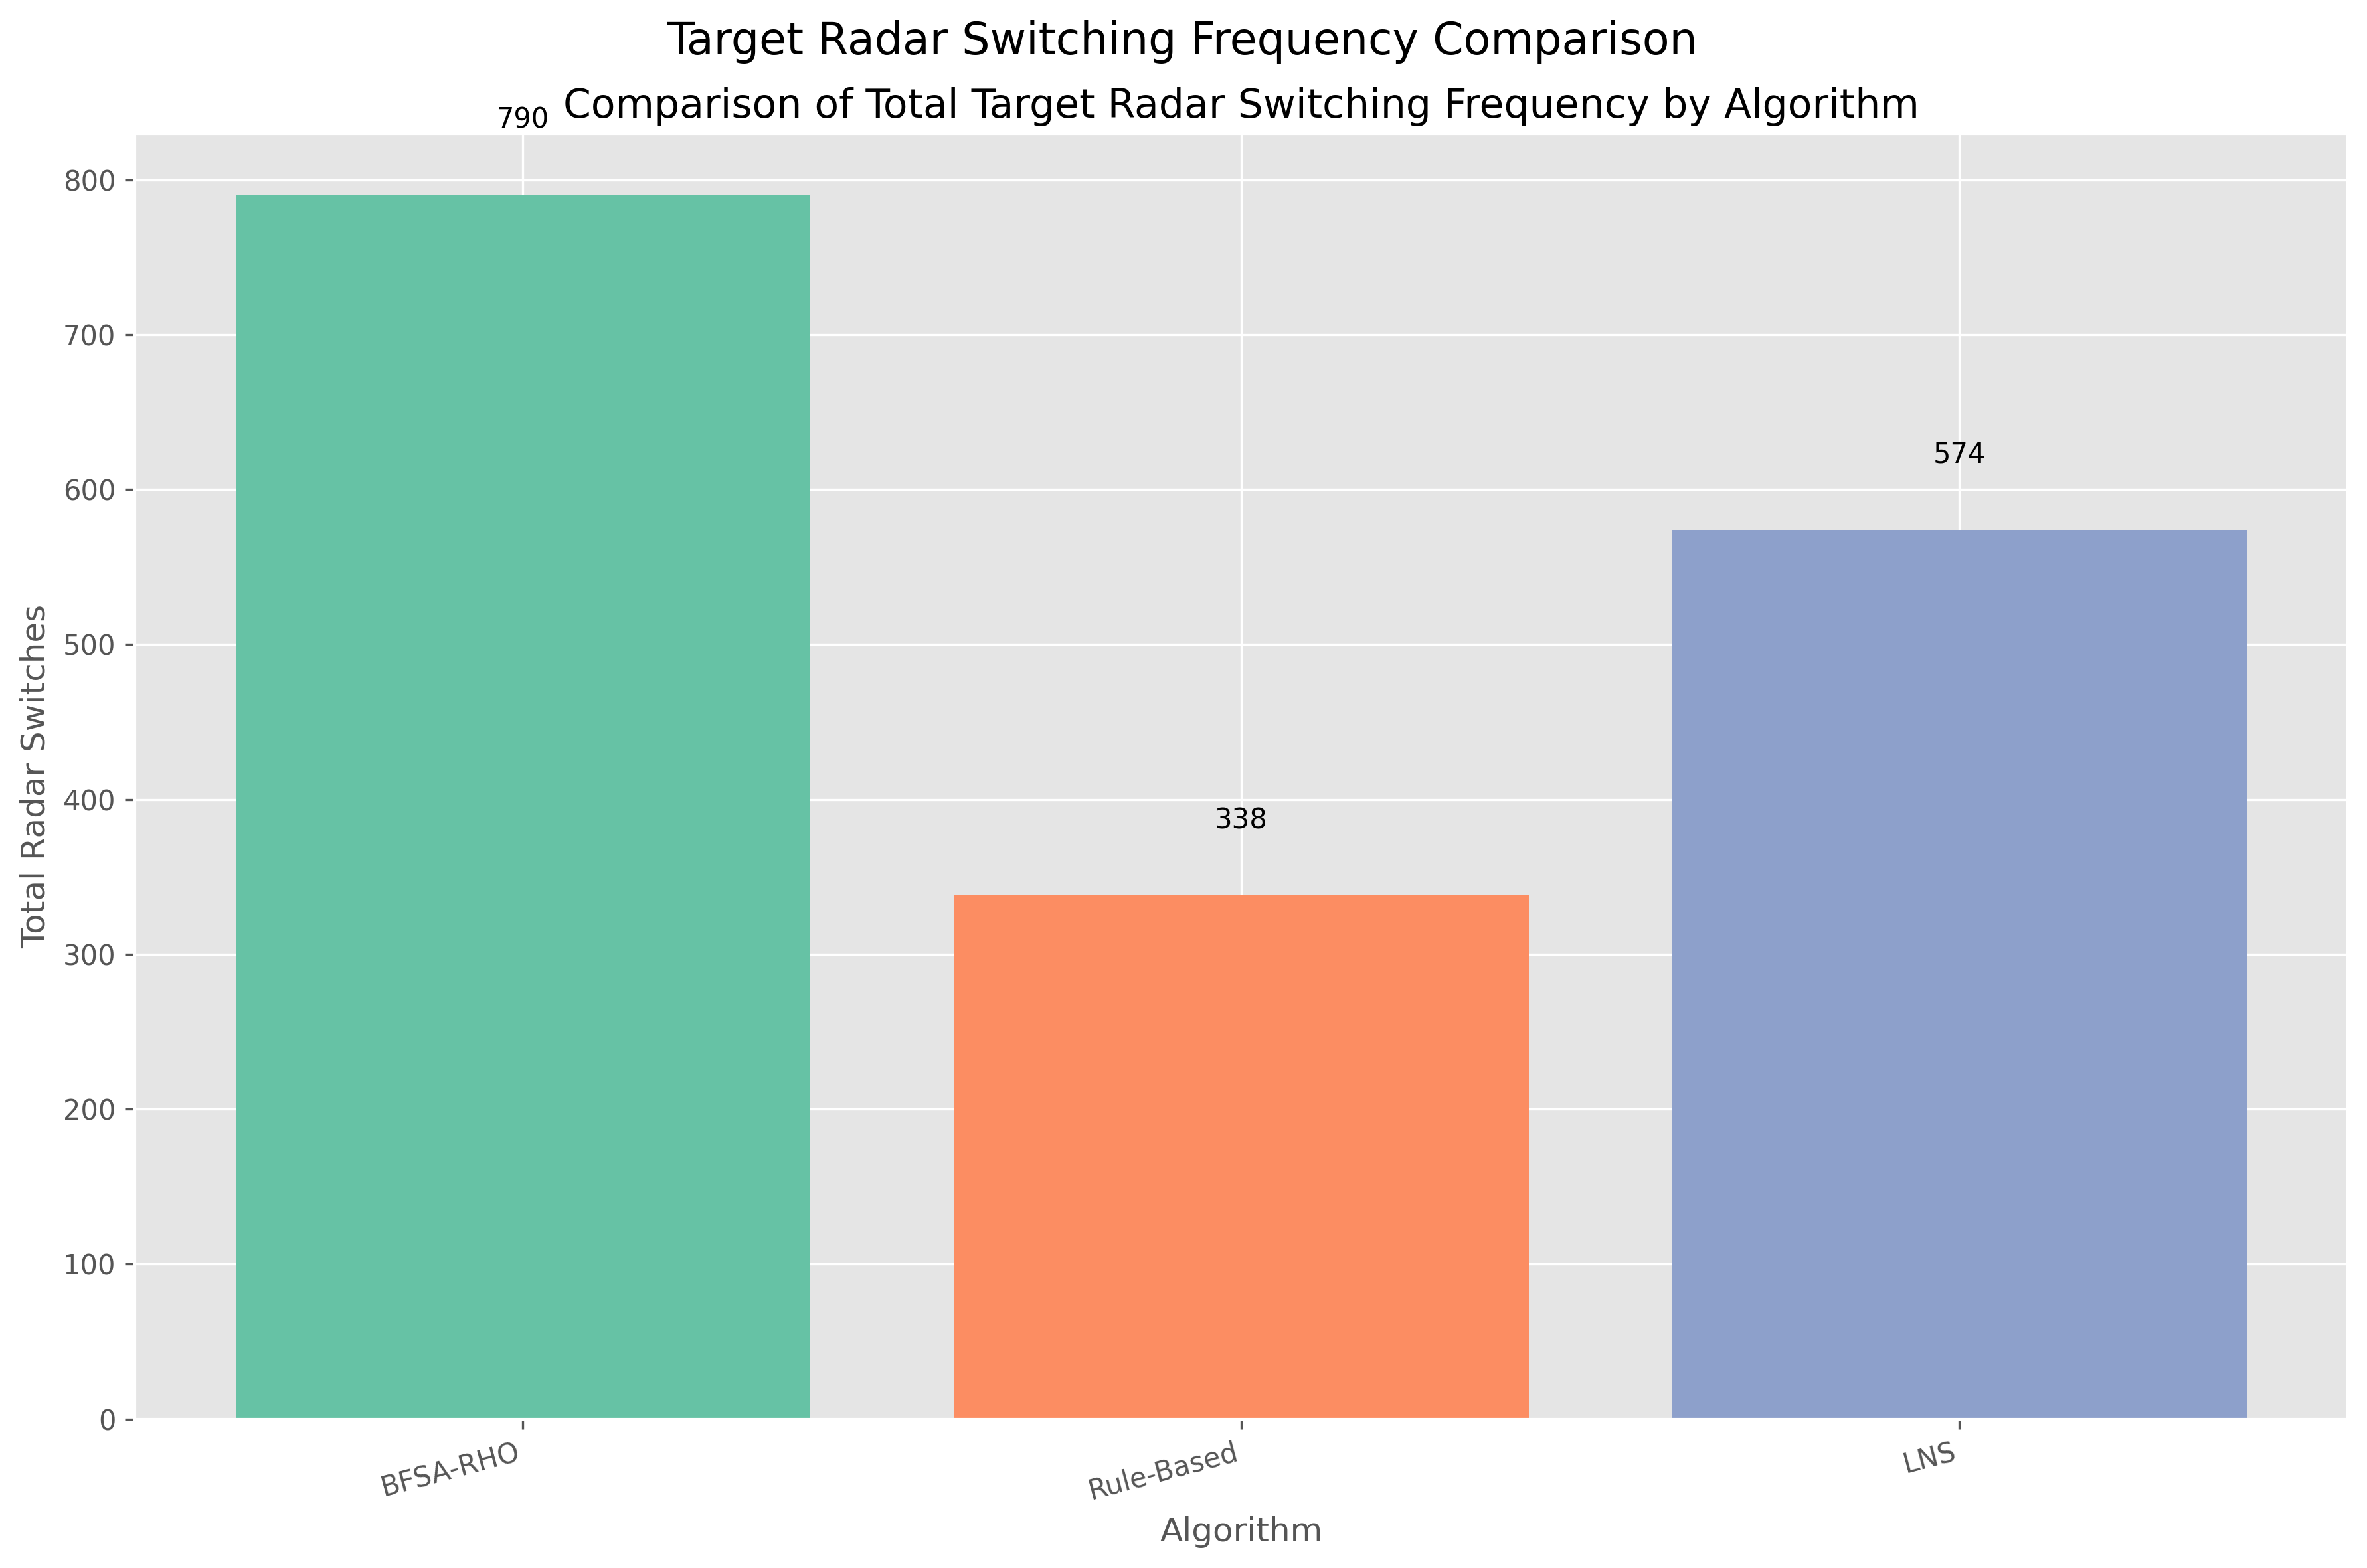 Target Radar Switching Frequency Comparison
Comparison of Total Target Radar Switching Frequency by Algorithm
790
800
700
600
500
400
300
200
100
0
574
338
Total Radar Switches
BFSA-RHO
Rule-Based
LNS
Algorithm